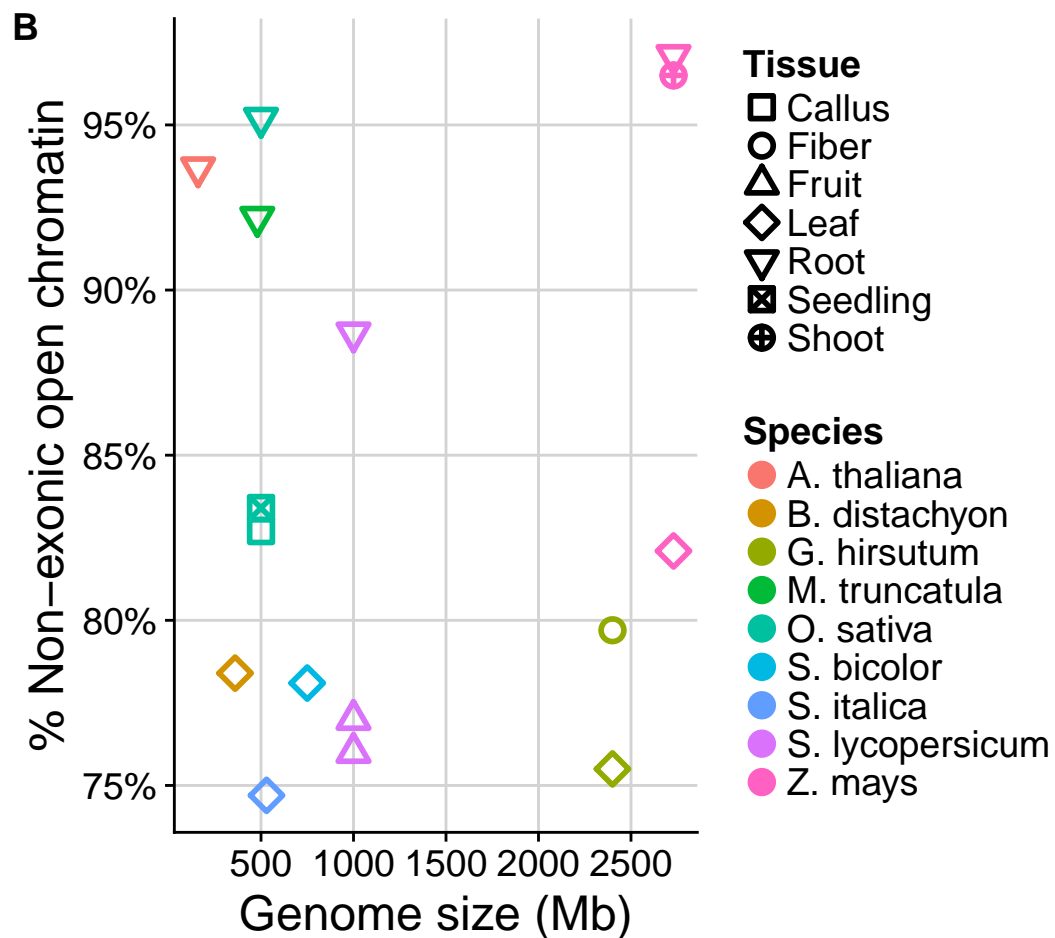 B
% Non−exonic open chromatin
95%
90%
85%
80%
75%
500 1000 1500 2000 2500
Genome size (Mb)
Tissue
Callus
Fiber
Fruit
Leaf
Root
Seedling
Shoot
Species
A. thaliana
B. distachyon
G. hirsutum
M. truncatula
O. sativa
S. bicolor
S. italica
S. lycopersicum
Z. mays